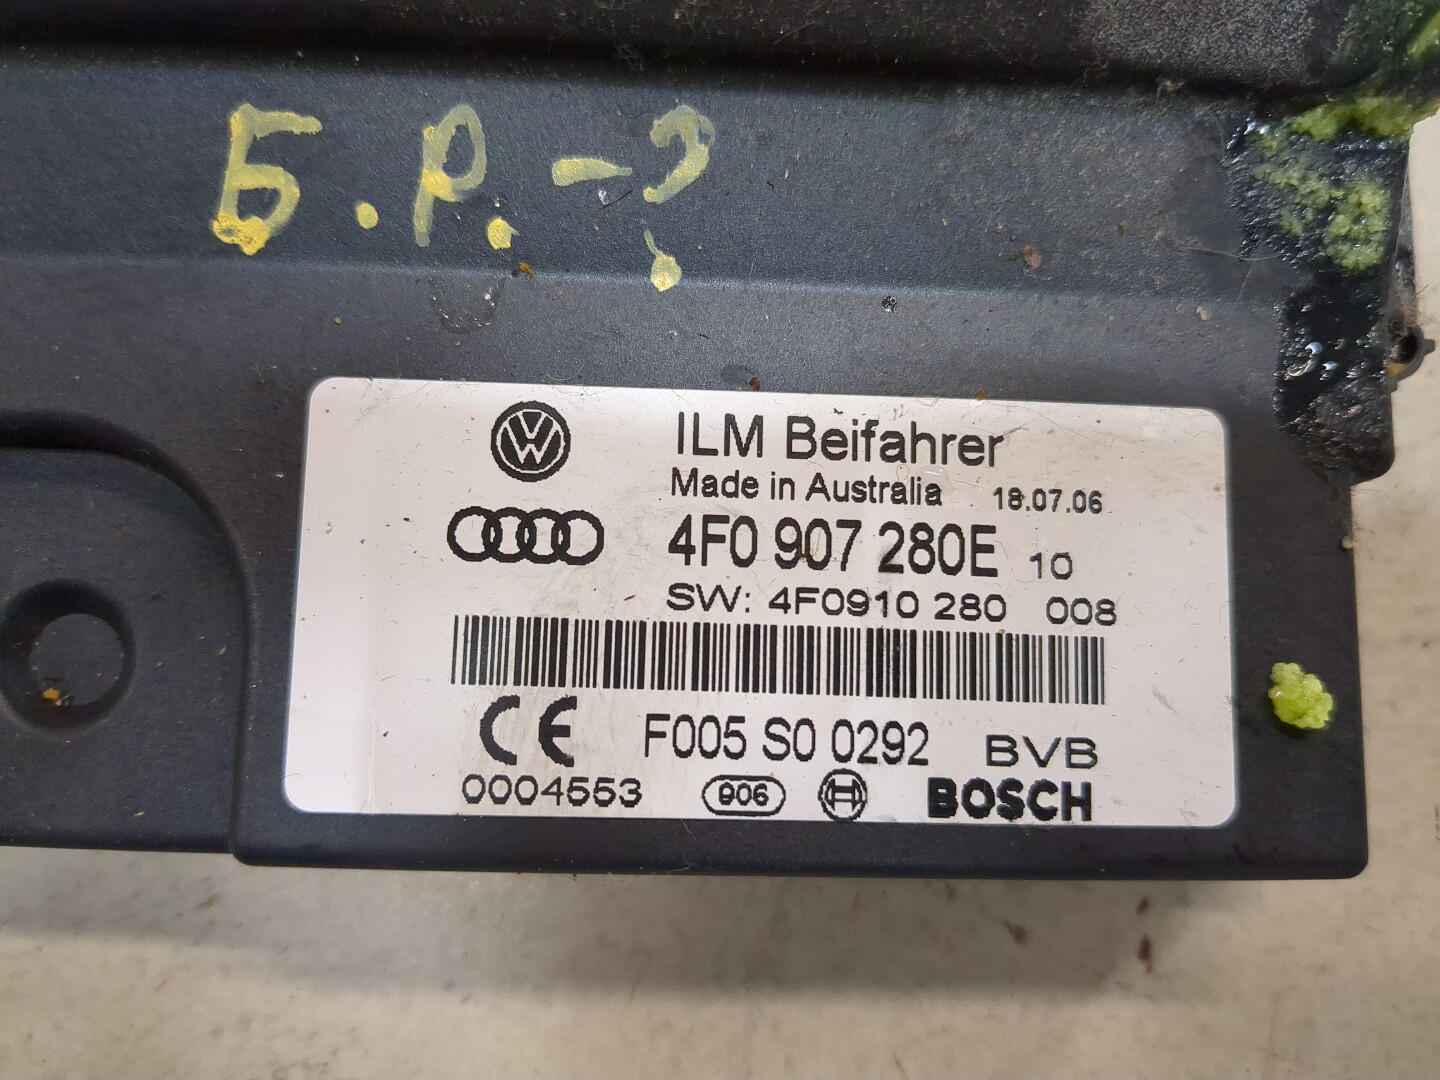 Б.Р.-?
ILM Beifahrer
Made in Australia 18.07.06
4F0 907 280E 10
SW: 4F0910 280 008
CE F005 S0 0292 BVB
0004553 906 BOSCH